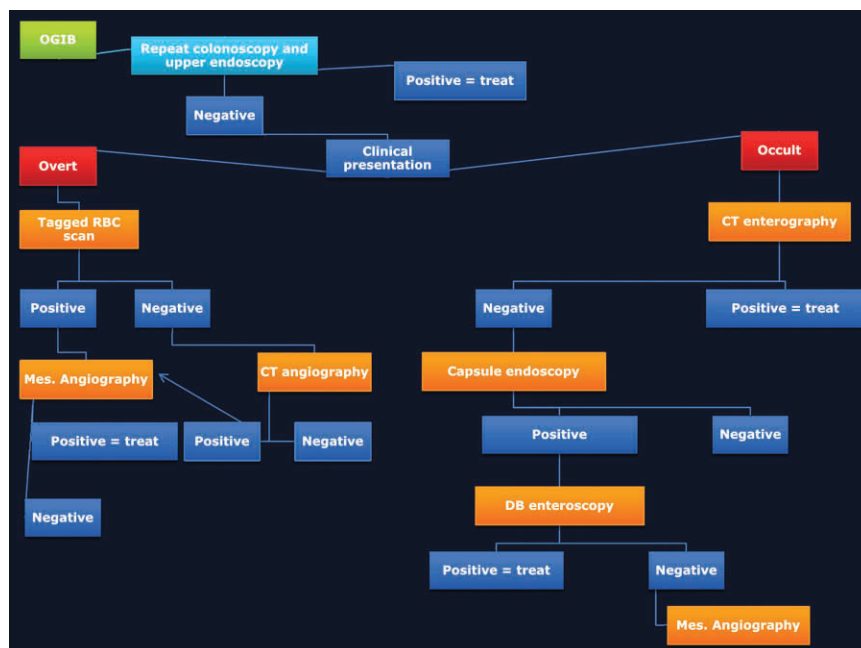 OGIB
Repeat colonoscopy and
upper endoscopy
Positive = treat
Negative
Clinical
presentation
Overt
Occult
Tagged RBC
scan
CT enterography
Positive
Negative
Negative
Positive = treat
Mes. Angiography
CT angiography
Capsule endoscopy
Positive = treat
Positive
Negative
Positive
Negative
Negative
DB enteroscopy
Positive = treat
Negative
Mes. Angiography